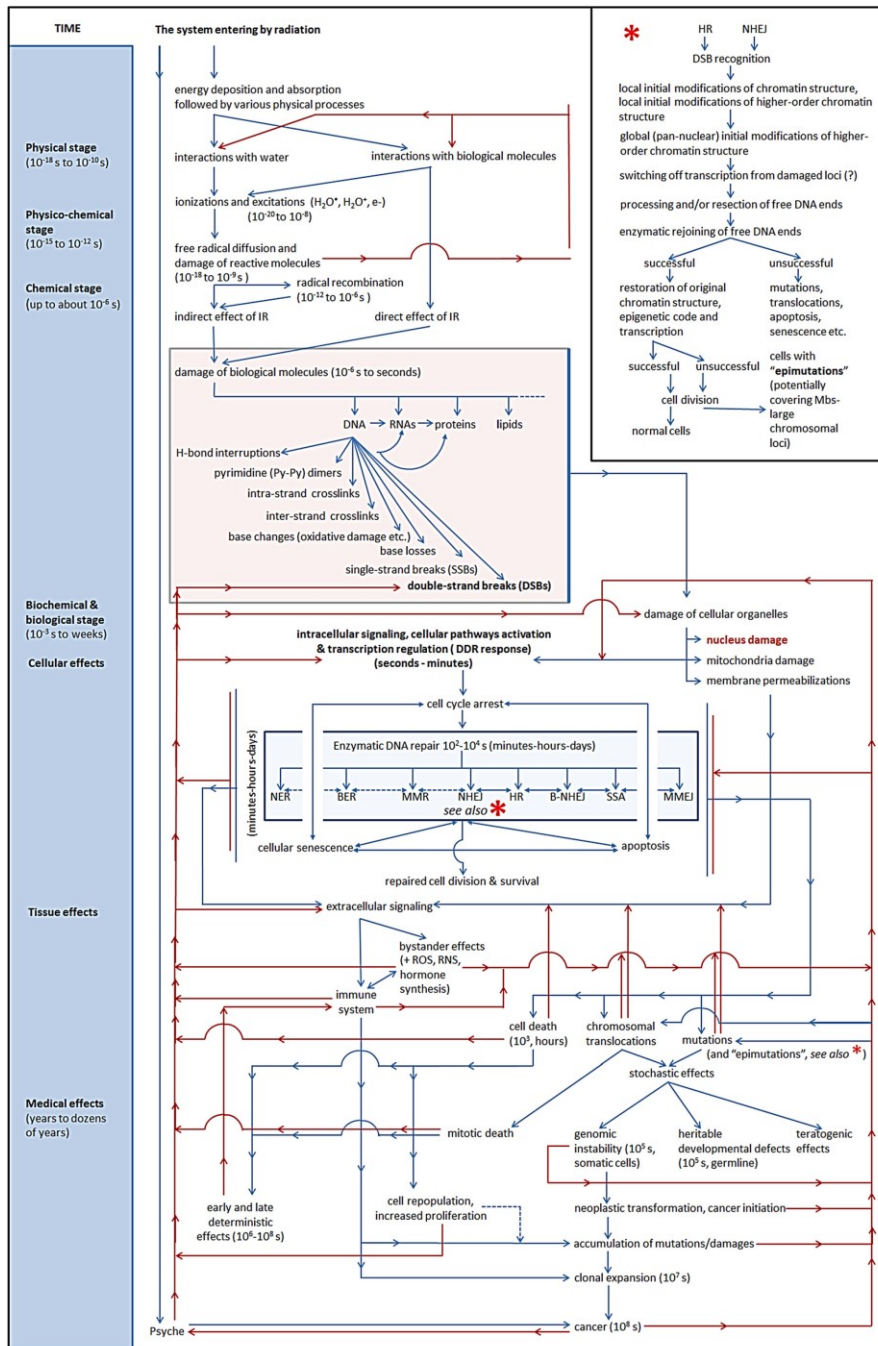 TIME
The system entering by radiation
energy deposition and absorption
followed by various physical processes
Physical stage
(10⁻¹⁸ s to 10⁻¹⁰ s)
interactions with water
interactions with biological molecules
ionizations and excitations (H₂O*, H₂O⁺, e-)
(10⁻²⁰ to 10⁻⁸)
Physico-chemical
stage
(10⁻¹⁵ to 10⁻¹² s)
free radical diffusion and
damage of reactive molecules
(10⁻¹⁸ to 10⁻⁹ s)
Chemical stage
(up to about 10⁻⁶ s)
radical recombination
(10⁻¹² to 10⁻⁶ s)
indirect effect of IR
direct effect of IR
damage of biological molecules (10⁻⁶ s to seconds)
DNA
RNAs
proteins
lipids
H-bond interruptions
pyrimidine (Py-Py) dimers
intra-strand crosslinks
inter-strand crosslinks
base changes (oxidative damage etc.)
base losses
single-strand breaks (SSBs)
double-strand breaks (DSBs)
*
HR
NHEJ
DSB recognition
local initial modifications of chromatin structure,
local initial modifications of higher-order chromatin
structure
global (pan-nuclear) initial modifications of higher-
order chromatin structure
switching off transcription from damaged loci (?)
processing and/or resection of free DNA ends
enzymatic rejoining of free DNA ends
successful
unsuccessful
restoration of original
chromatin structure,
epigenetic code and
transcription
mutations,
translocations,
apoptosis,
senescence etc.
successful
unsuccessful
cells with
"epimutations"
(potentially
covering Mbs-
large
chromosomal
loci)
cell division
normal cells
Biochemical &
biological stage
(10⁻³ s to weeks)
Cellular effects
damage of cellular organelles
nucleus damage
mitochondria damage
membrane permeabilizations
intracellular signaling, cellular pathways activation
& transcription regulation ( DDR response)
(seconds - minutes)
cell cycle arrest
(minutes-hours-days)
Enzymatic DNA repair 10²-10⁴ s (minutes-hours-days)
NER
BER
MMR
NHEJ
HR
B-NHEJ
SSA
MMEJ
see also *
cellular senescence
apoptosis
repaired cell division & survival
Tissue effects
extracellular signaling
bystander effects
(+ ROS, RNS,
hormone
synthesis)
immune
system
cell death
(10³, hours)
chromosomal
translocations
mutations
(and "epimutations", see also *)
stochastic effects
Medical effects
(years to dozens
of years)
mitotic death
genomic
instability (10⁵ s,
somatic cells)
heritable
developmental defects
(10⁵ s, germline)
teratogenic
effects
early and late
deterministic
effects (10⁶-10⁸ s)
cell repopulation,
increased proliferation
neoplastic transformation, cancer initiation
accumulation of mutations/damages
clonal expansion (10⁷ s)
Psyche
cancer (10⁸ s)